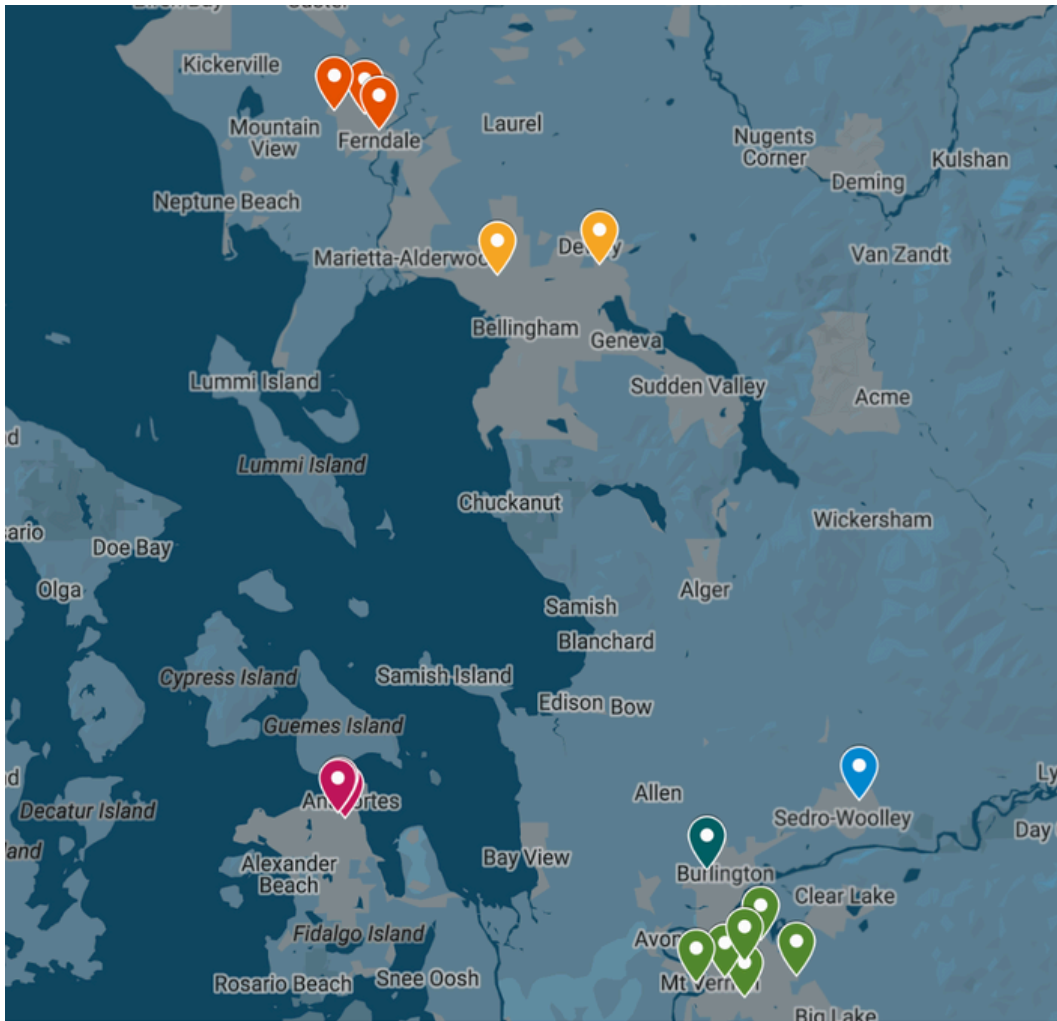 Kickerville
Laurel
Mountain
View
Ferndale
Nugents
Corner
Kulshan
Deming
Neptune Beach
Marietta-Alderwoo
Van Zandt
Bellingham
Geneva
Lummi Island
Sudden Valley
Acme
Lummi Island
Chuckanut
Wickersham
Doe Bay
Olga
Alger
Samish
Blanchard
Cypress Island
Samish Island
Edison
Bow
Guemes Island
Decatur Island
Allen
Sedro-Woolley
Day
Alexander
Beach
Bay View
Burlington
Clear Lake
Avon
Fidalgo Island
Rosario Beach
Snee Oosh
Mt Vernon
Big Lake